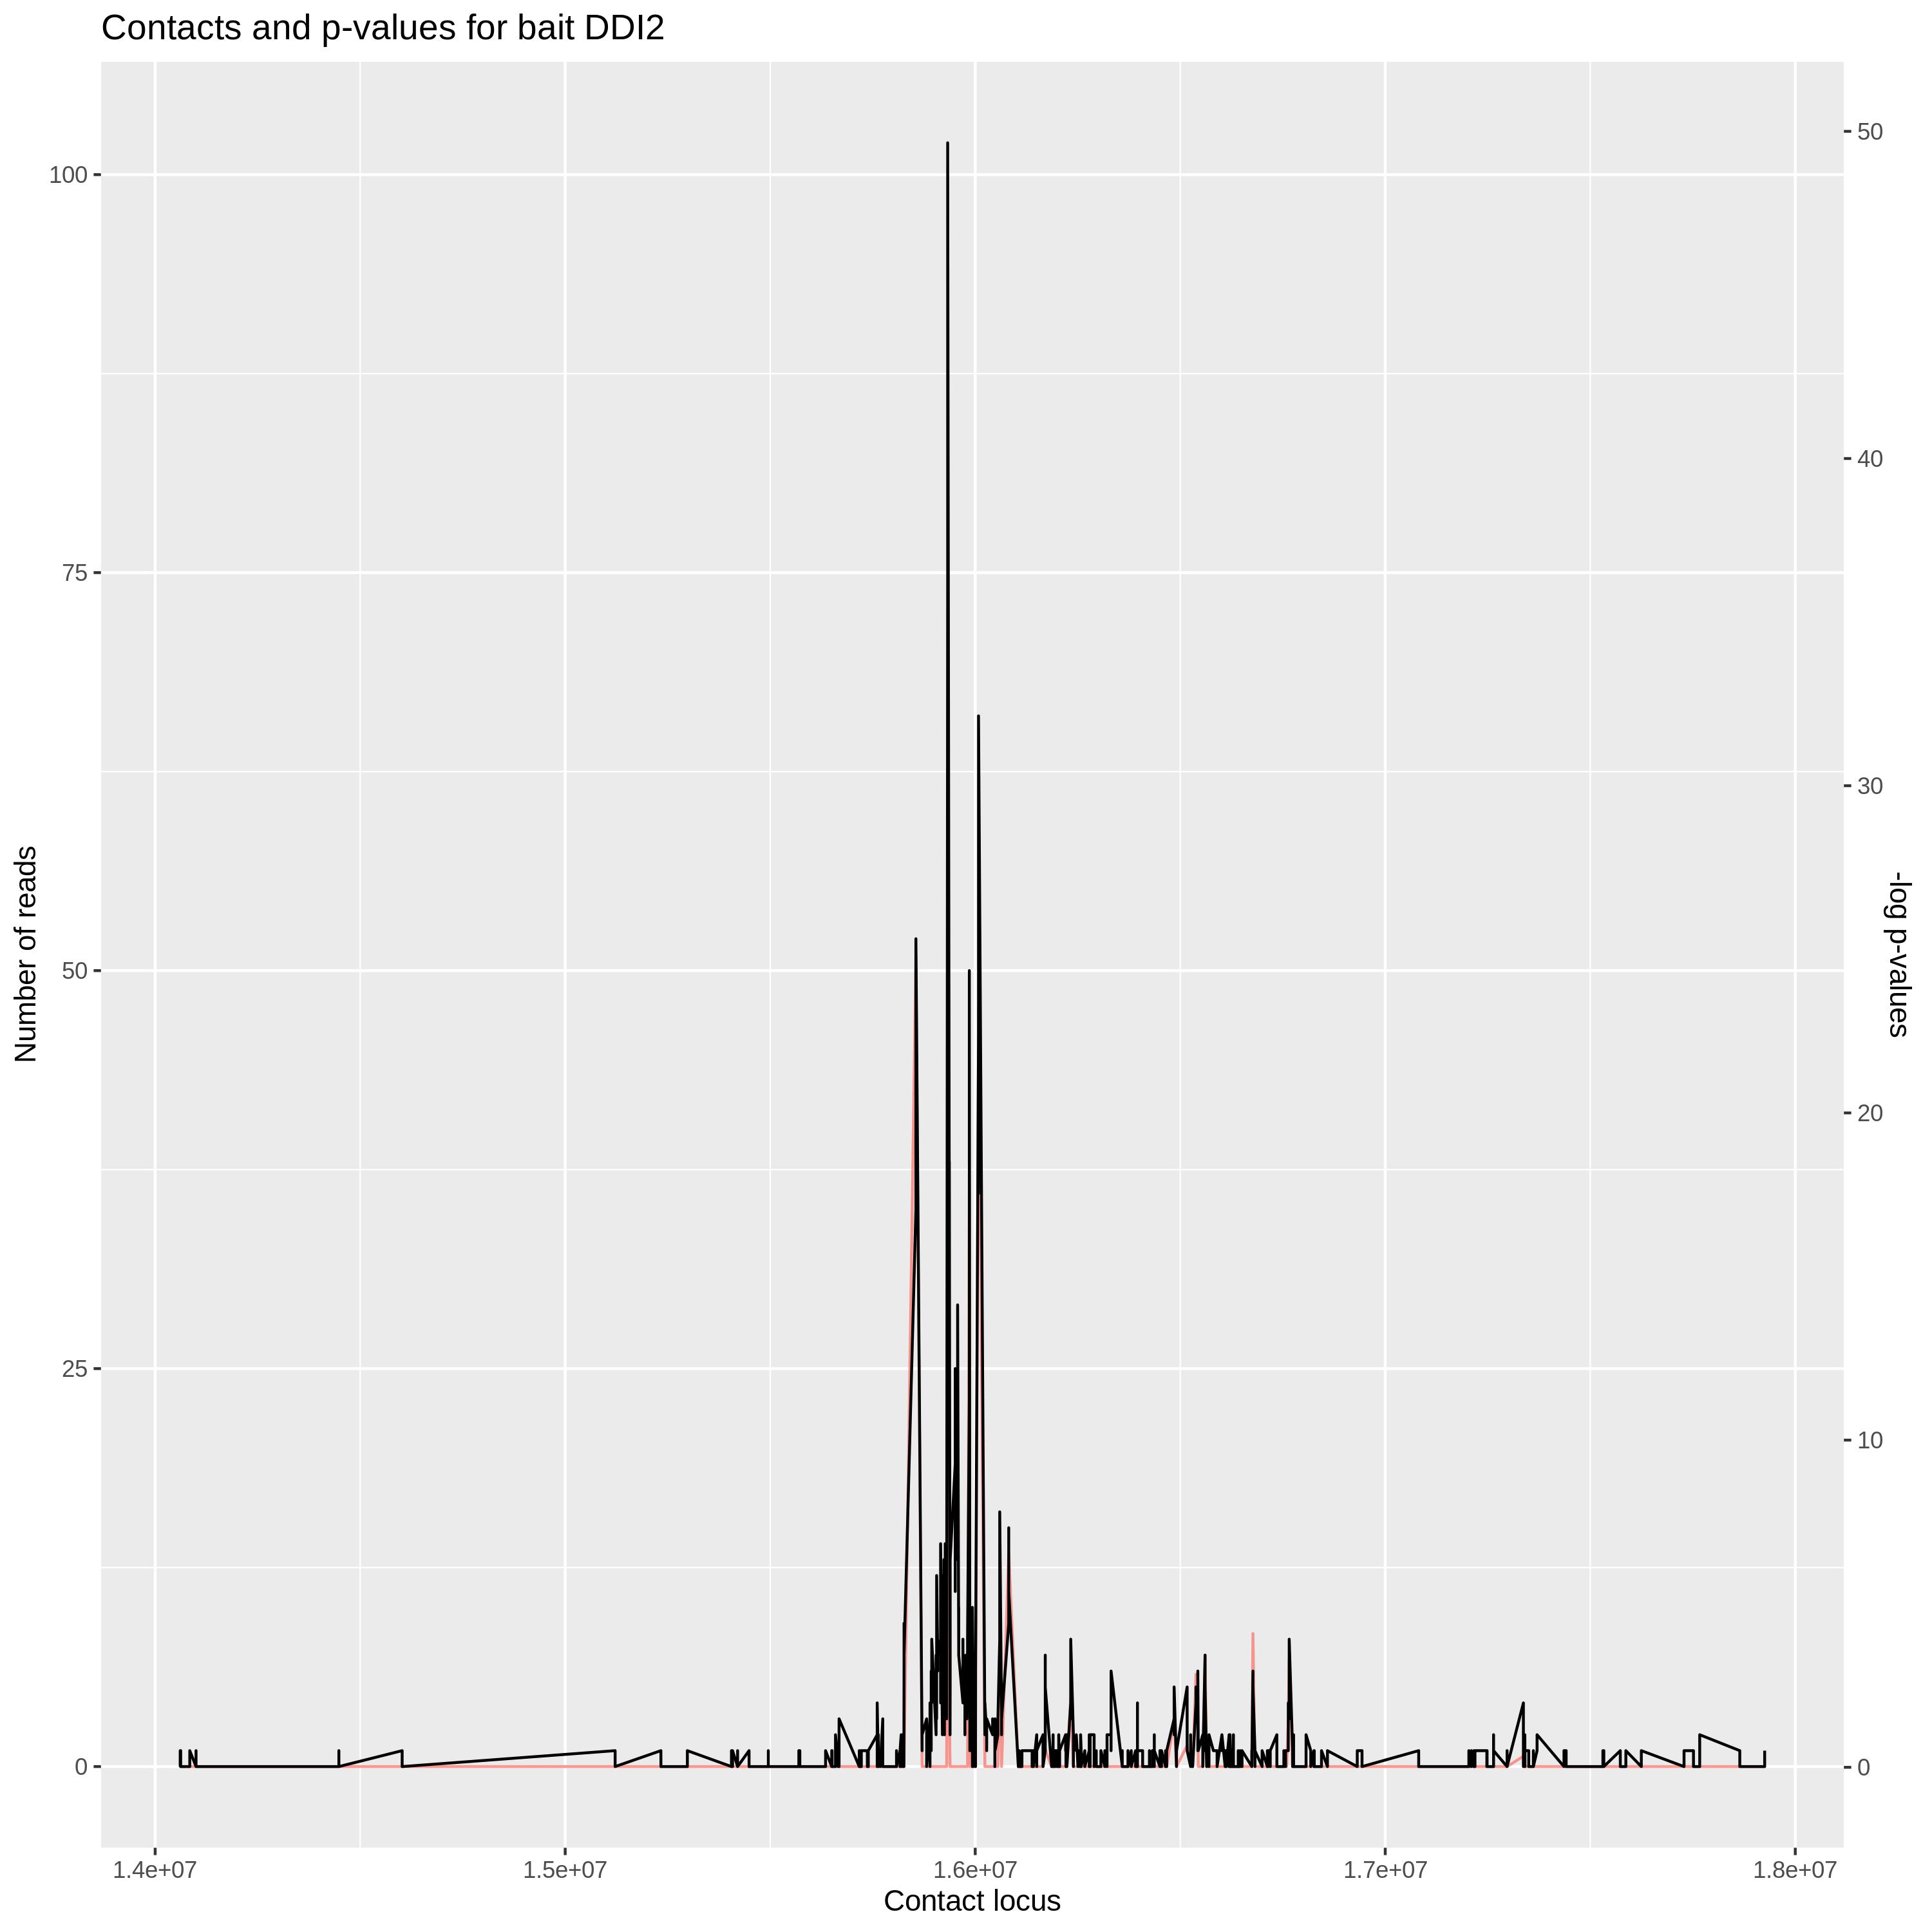 Contacts and p-values for bait DDI2
100
75
50
25
0
Number of reads
50
40
30
20
10
0
-log p-values
1.4e+07
1.5e+07
1.6e+07
1.7e+07
1.8e+07
Contact locus